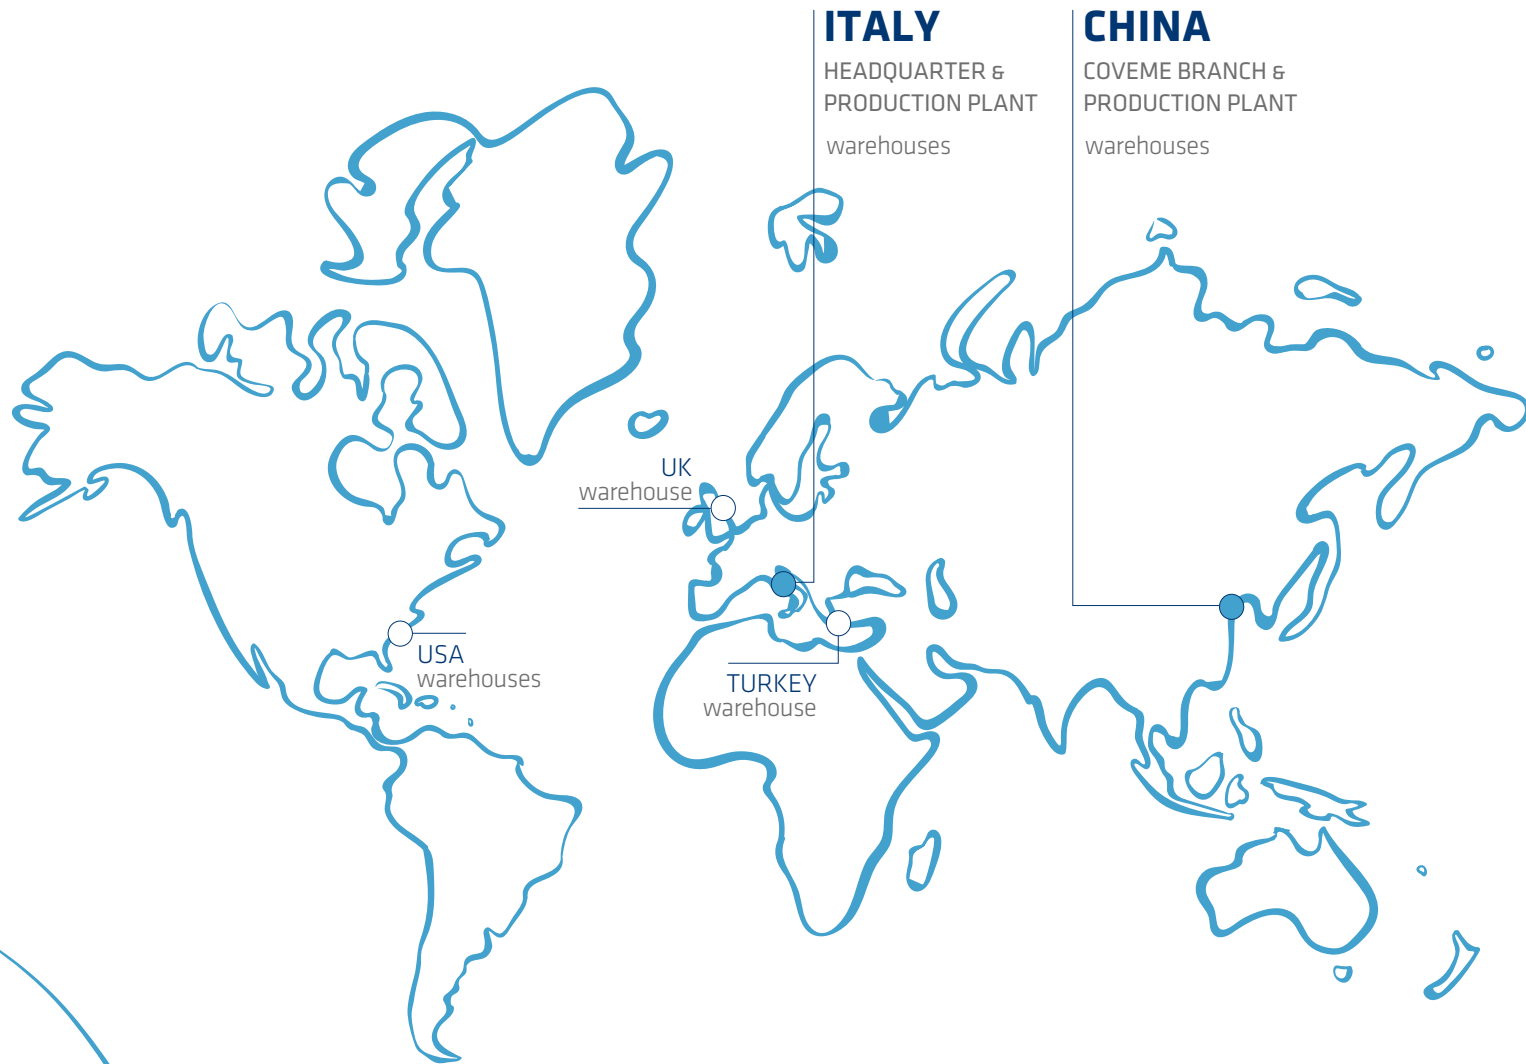 ITALY
HEADQUARTER &
PRODUCTION PLANT
warehouses
CHINA
COVEME BRANCH &
PRODUCTION PLANT
warehouses
UK
warehouse
USA
warehouses
TURKEY
warehouse